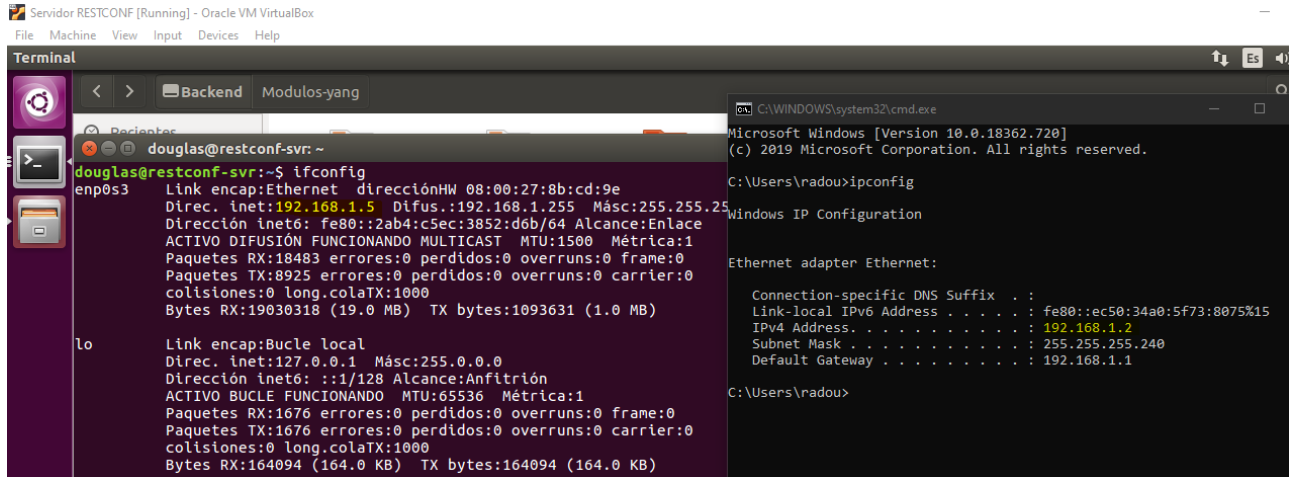 Servidor RESTCONF [Running] - Oracle VM VirtualBox
File Machine View Input Devices Help
Terminal
Es
Backend Modulos-yang
Recientes
douglas@restconf-svr: ~
douglas@restconf-svr:~$ ifconfig
enp0s3 Link encap:Ethernet direcciónHW 08:00:27:8b:cd:9e
Direc. inet:192.168.1.5 Difus.:192.168.1.255 Másc:255.255.25
Dirección inet6: fe80::2ab4:c5ec:3852:d6b/64 Alcance:Enlace
ACTIVO DIFUSIÓN FUNCIONANDO MULTICAST MTU:1500 Métrica:1
Paquetes RX:18483 errores:0 perdidos:0 overruns:0 frame:0
Paquetes TX:8925 errores:0 perdidos:0 overruns:0 carrier:0
colisiones:0 long.colaTX:1000
Bytes RX:19030318 (19.0 MB) TX bytes:1093631 (1.0 MB)
lo Link encap:Bucle local
Direc. inet:127.0.0.1 Másc:255.0.0.0
Dirección inet6: ::1/128 Alcance:Anfitrión
ACTIVO BUCLE FUNCIONANDO MTU:65536 Métrica:1
Paquetes RX:1676 errores:0 perdidos:0 overruns:0 frame:0
Paquetes TX:1676 errores:0 perdidos:0 overruns:0 carrier:0
colisiones:0 long.colaTX:1000
Bytes RX:164094 (164.0 KB) TX bytes:164094 (164.0 KB)
C:\WINDOWS\system32\cmd.exe
Microsoft Windows [Version 10.0.18362.720]
(c) 2019 Microsoft Corporation. All rights reserved.
C:\Users\radou>ipconfig
Windows IP Configuration
Ethernet adapter Ethernet:
Connection-specific DNS Suffix . :
Link-local IPv6 Address . . . . . : fe80::ec50:34a0:5f73:8075%15
IPv4 Address. . . . . . . . . . . : 192.168.1.2
Subnet Mask . . . . . . . . . . . : 255.255.255.240
Default Gateway . . . . . . . . . : 192.168.1.1
C:\Users\radou>